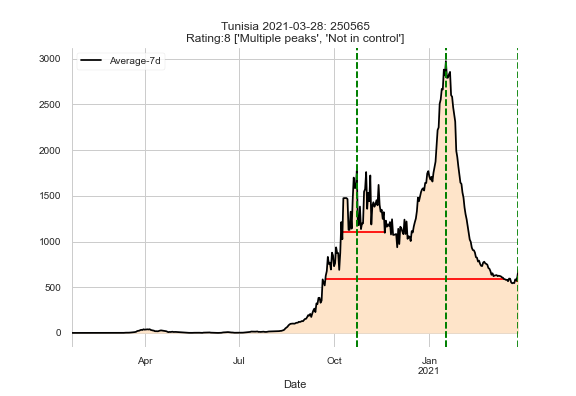 Tunisia 2021-03-28: 250565
Rating:8 ['Multiple peaks', 'Not in control']
Average-7d
3000
2500
2000
1500
1000
500
0
Apr
Jul
Oct
Jan
2021
Date